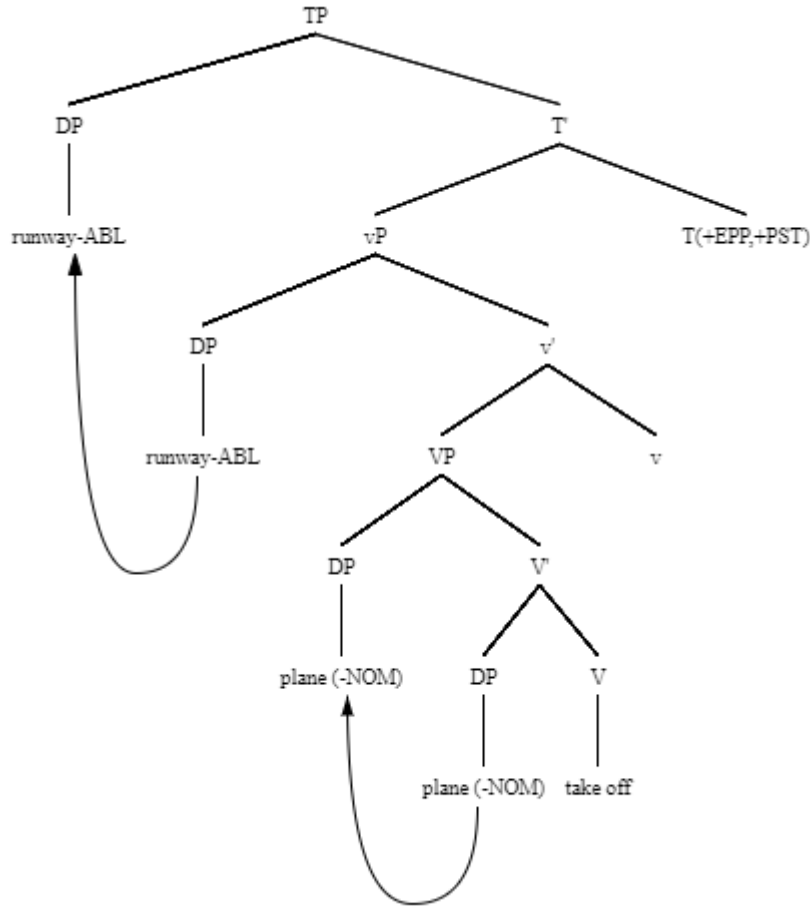 TP
DP T'
runway-ABL vP T(+EPP,+PST)
DP v'
runway-ABL VP v
DP V'
plane (-NOM) DP V
plane (-NOM) take off